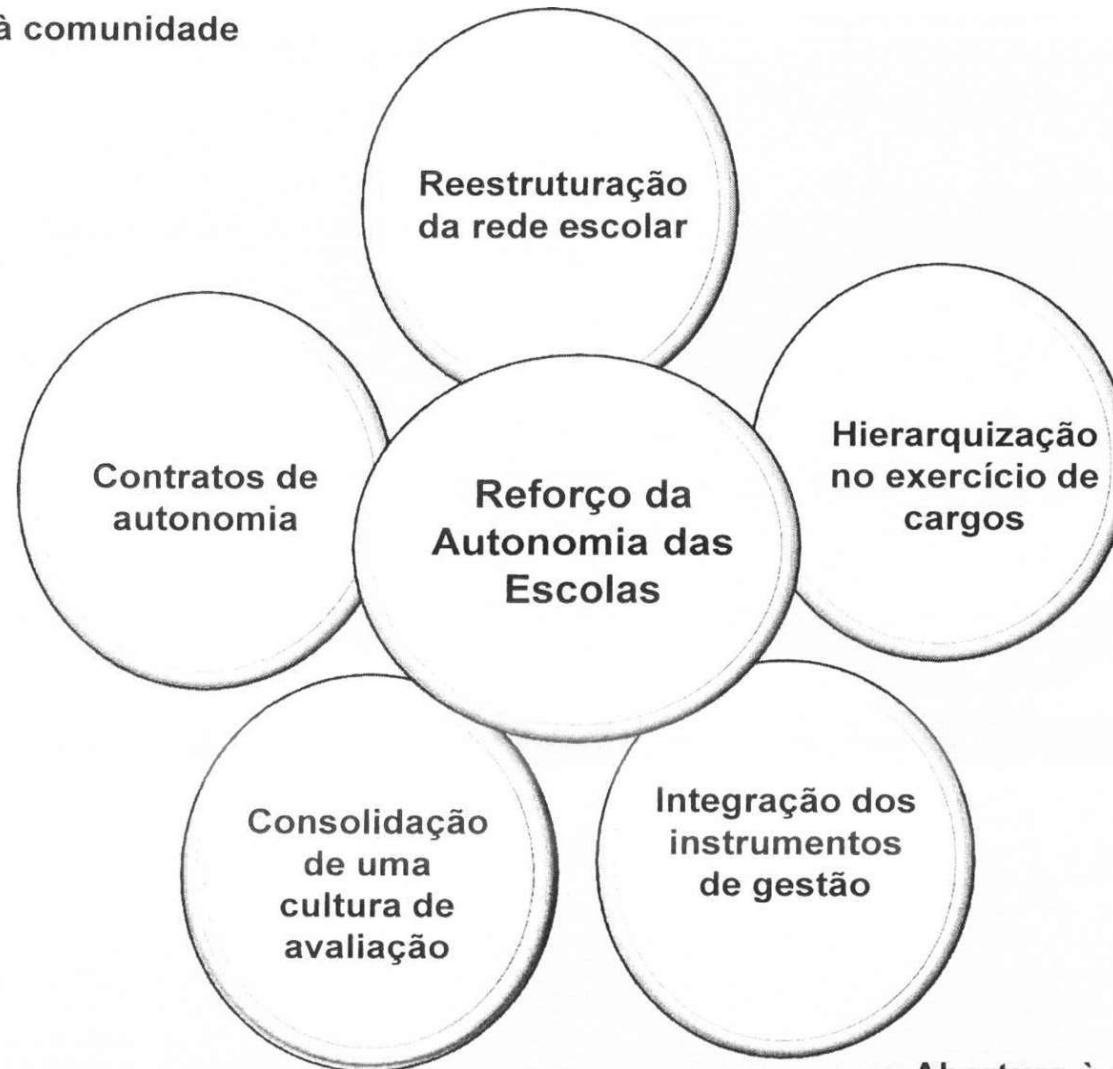 à comunidade
Reestruturação
da rede escolar
Hierarquização
no exercício de
cargos
Contratos de
autonomia
Reforço da
Autonomia das
Escolas
Integração dos
instrumentos
de gestão
Consolidação
de uma
cultura de
avaliação